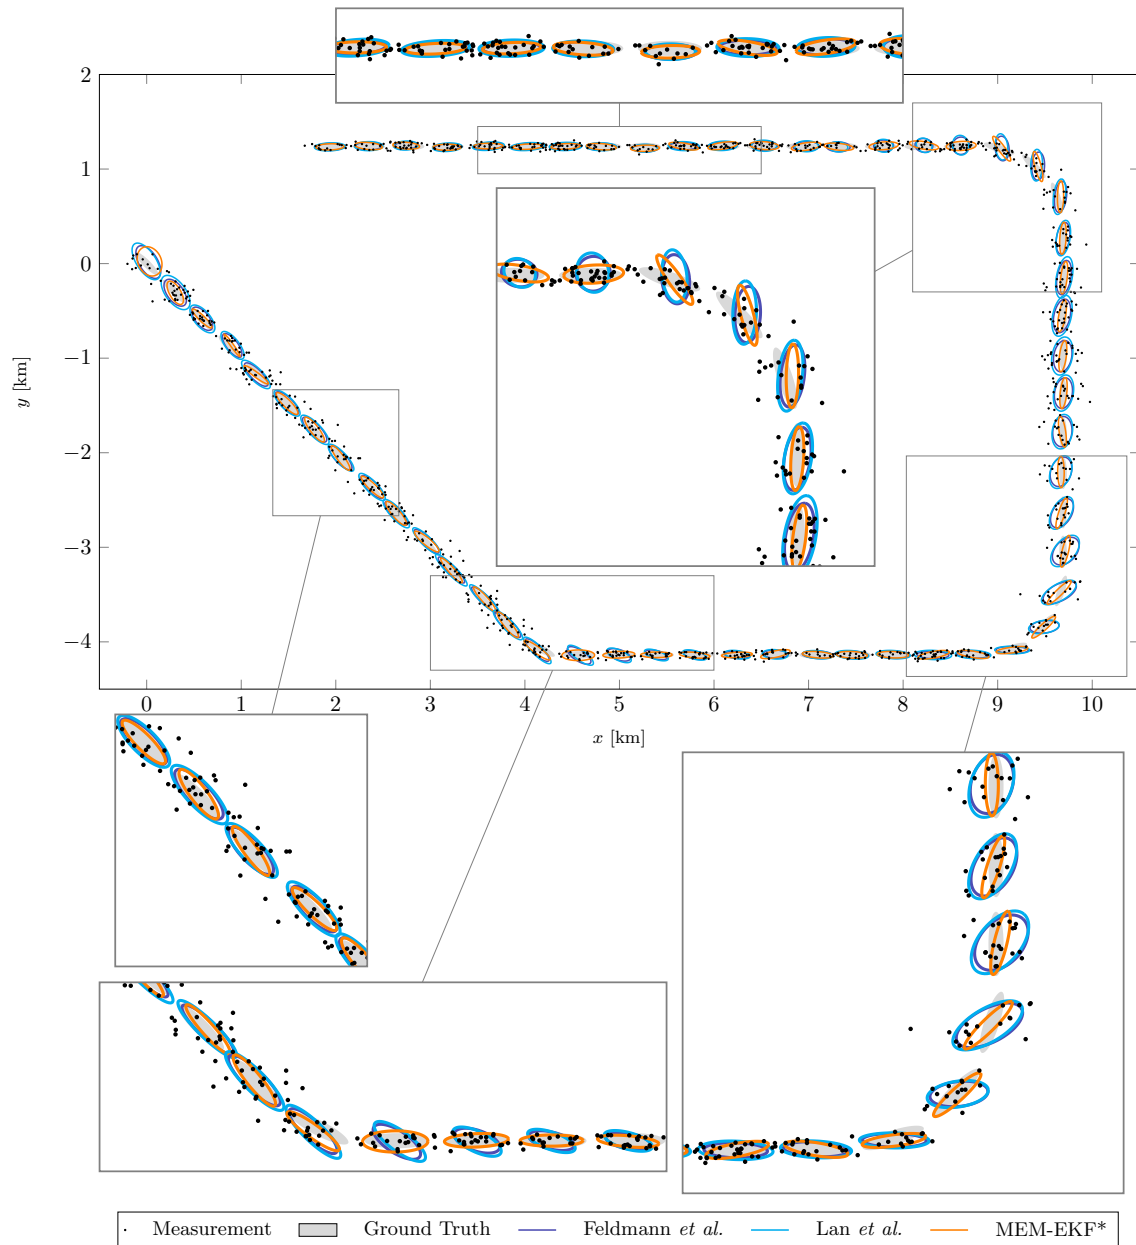 2
1
0
−1
−2
−3
−4
y [km]
0 1 2 3 4 5 6 7 8 9 10
x [km]
Measurement Ground Truth Feldmann et al. Lan et al. MEM-EKF*